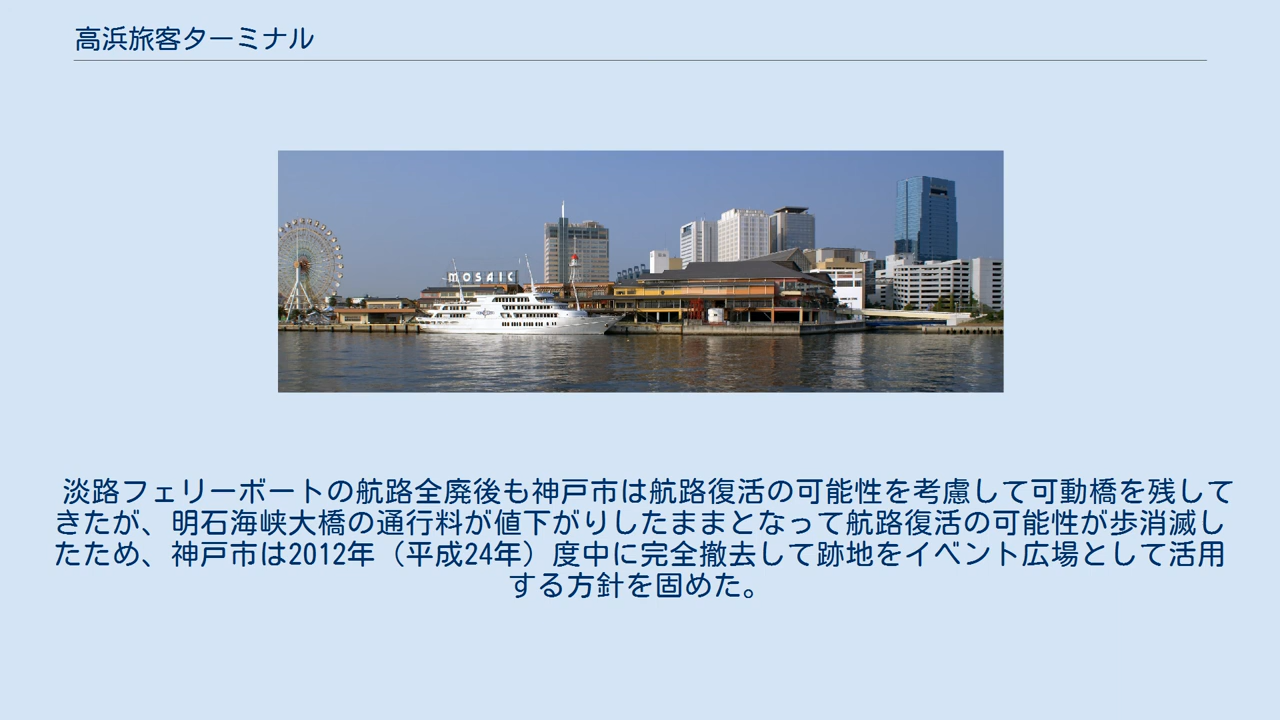 高浜旅客ターミナル
MOSAIC
淡路フェリーボートの航路全廃後も神戸市は航路復活の可能性を考慮して可動橋を残して
きたが、明石海峡大橋の通行料が値下がりしたままとなって航路復活の可能性が歩消滅し
たため、神戸市は2012年（平成24年）度中に完全撤去して跡地をイベント広場として活用
する方針を固めた。